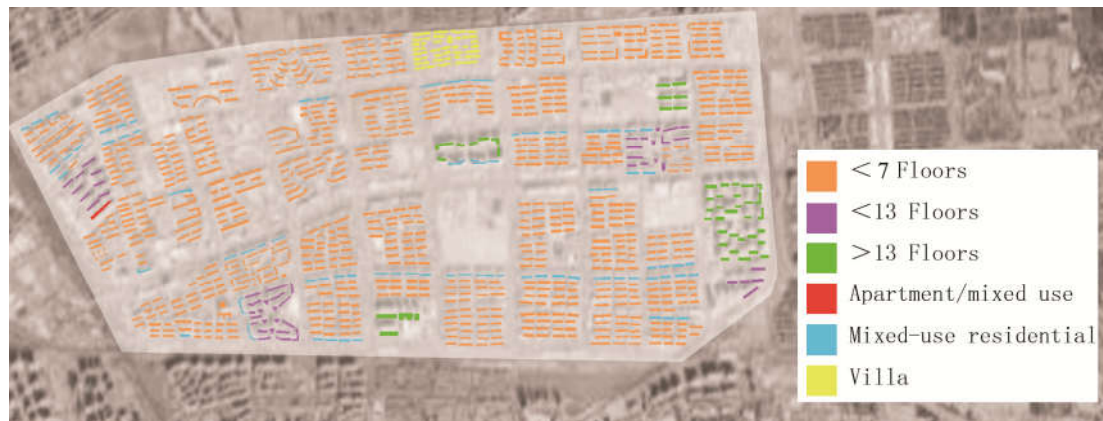 <7 Floors
<13 Floors
>13 Floors
Apartment/mixed use
Mixed-use residential
Villa